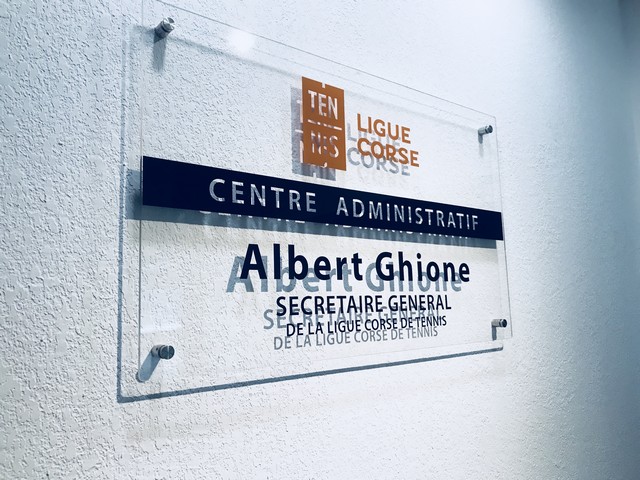 TEN
NIS
LIGUE
CORSE
CENTRE ADMINISTRATIF
Albert Ghione
SECRETAIRE GENERAL
DE LA LIGUE CORSE DE TENNIS